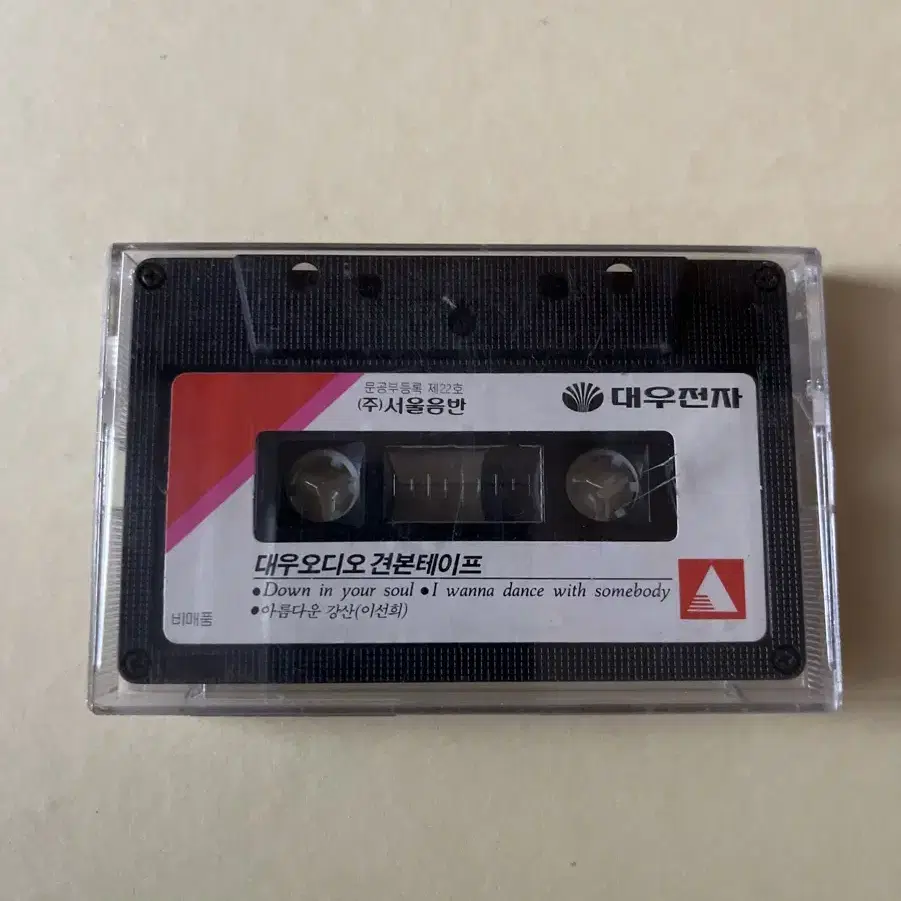 문공부등록 제22호
(주)서울음반
대우전자
대우오디오 견본테이프
•Down in your soul •I wanna dance with somebody
•아름다운 강산(이선희)
비매품